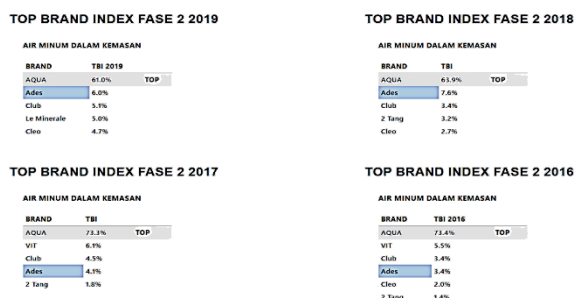 TOP BRAND INDEX FASE 2 2019
AIR MINUM DALAM KEMASAN
BRAND TBI 2019
AQUA 61.0% TOP
Ades 6.0%
Club 5.1%
Le Minerale 5.0%
Cleo 4.7%
TOP BRAND INDEX FASE 2 2018
AIR MINUM DALAM KEMASAN
BRAND TBI
AQUA 63.9% TOP
Ades 7.6%
Club 3.4%
2 Tang 3.2%
Cleo 2.7%
TOP BRAND INDEX FASE 2 2017
AIR MINUM DALAM KEMASAN
BRAND TBI
AQUA 73.3% TOP
VIT 6.1%
Club 4.5%
Ades 4.1%
2 Tang 1.8%
TOP BRAND INDEX FASE 2 2016
AIR MINUM DALAM KEMASAN
BRAND TBI 2016
AQUA 73.4% TOP
VIT 5.5%
Club 3.4%
Ades 3.4%
Cleo 2.0%
2 Tang 1.4%